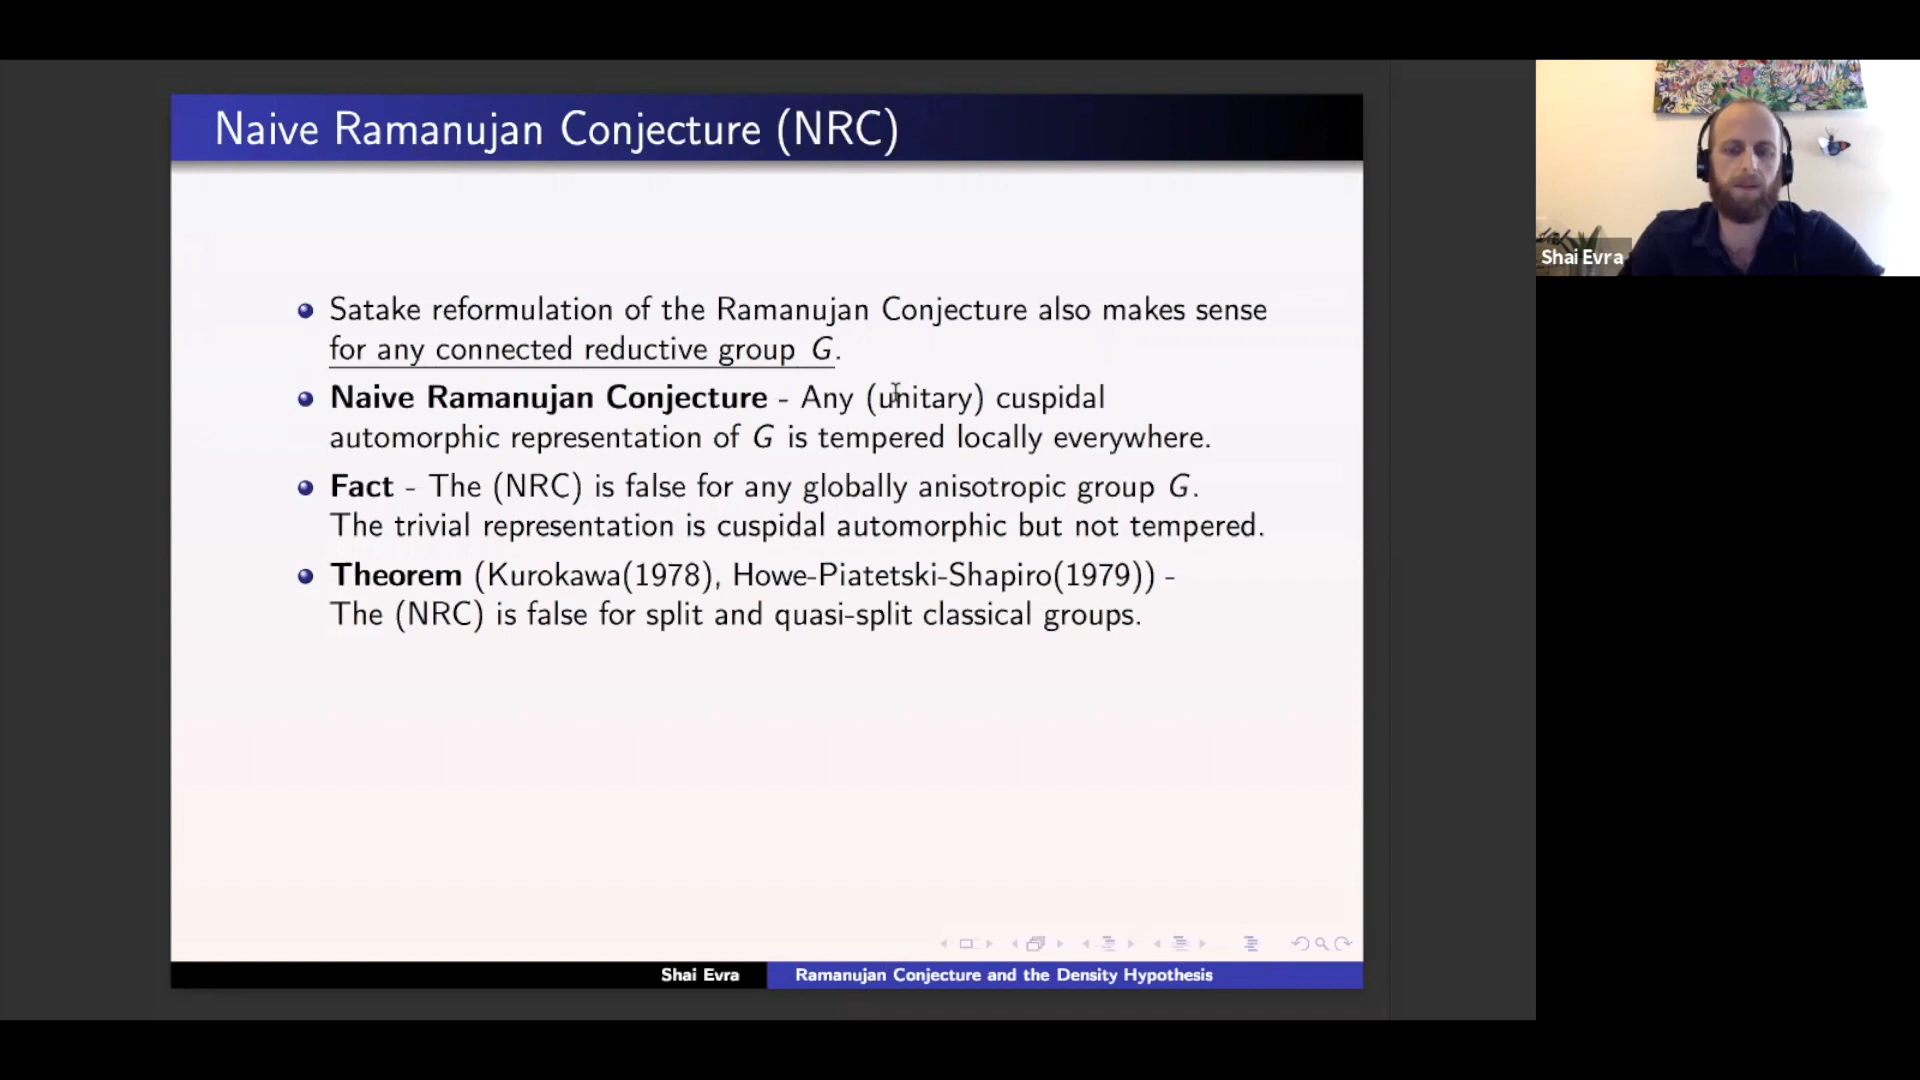 Naive Ramanujan Conjecture (NRC)
Satake reformulation of the Ramanujan Conjecture also makes sense
for any connected reductive group G.
Naive Ramanujan Conjecture - Any (unitary) cuspidal
automorphic representation of G is tempered locally everywhere.
Fact - The (NRC) is false for any globally anisotropic group G.
The trivial representation is cuspidal automorphic but not tempered.
Theorem (Kurokawa(1978), Howe-Piatetski-Shapiro(1979)) -
The (NRC) is false for split and quasi-split classical groups.
Shai Evra
Ramanujan Conjecture and the Density Hypothesis
Shai Evra